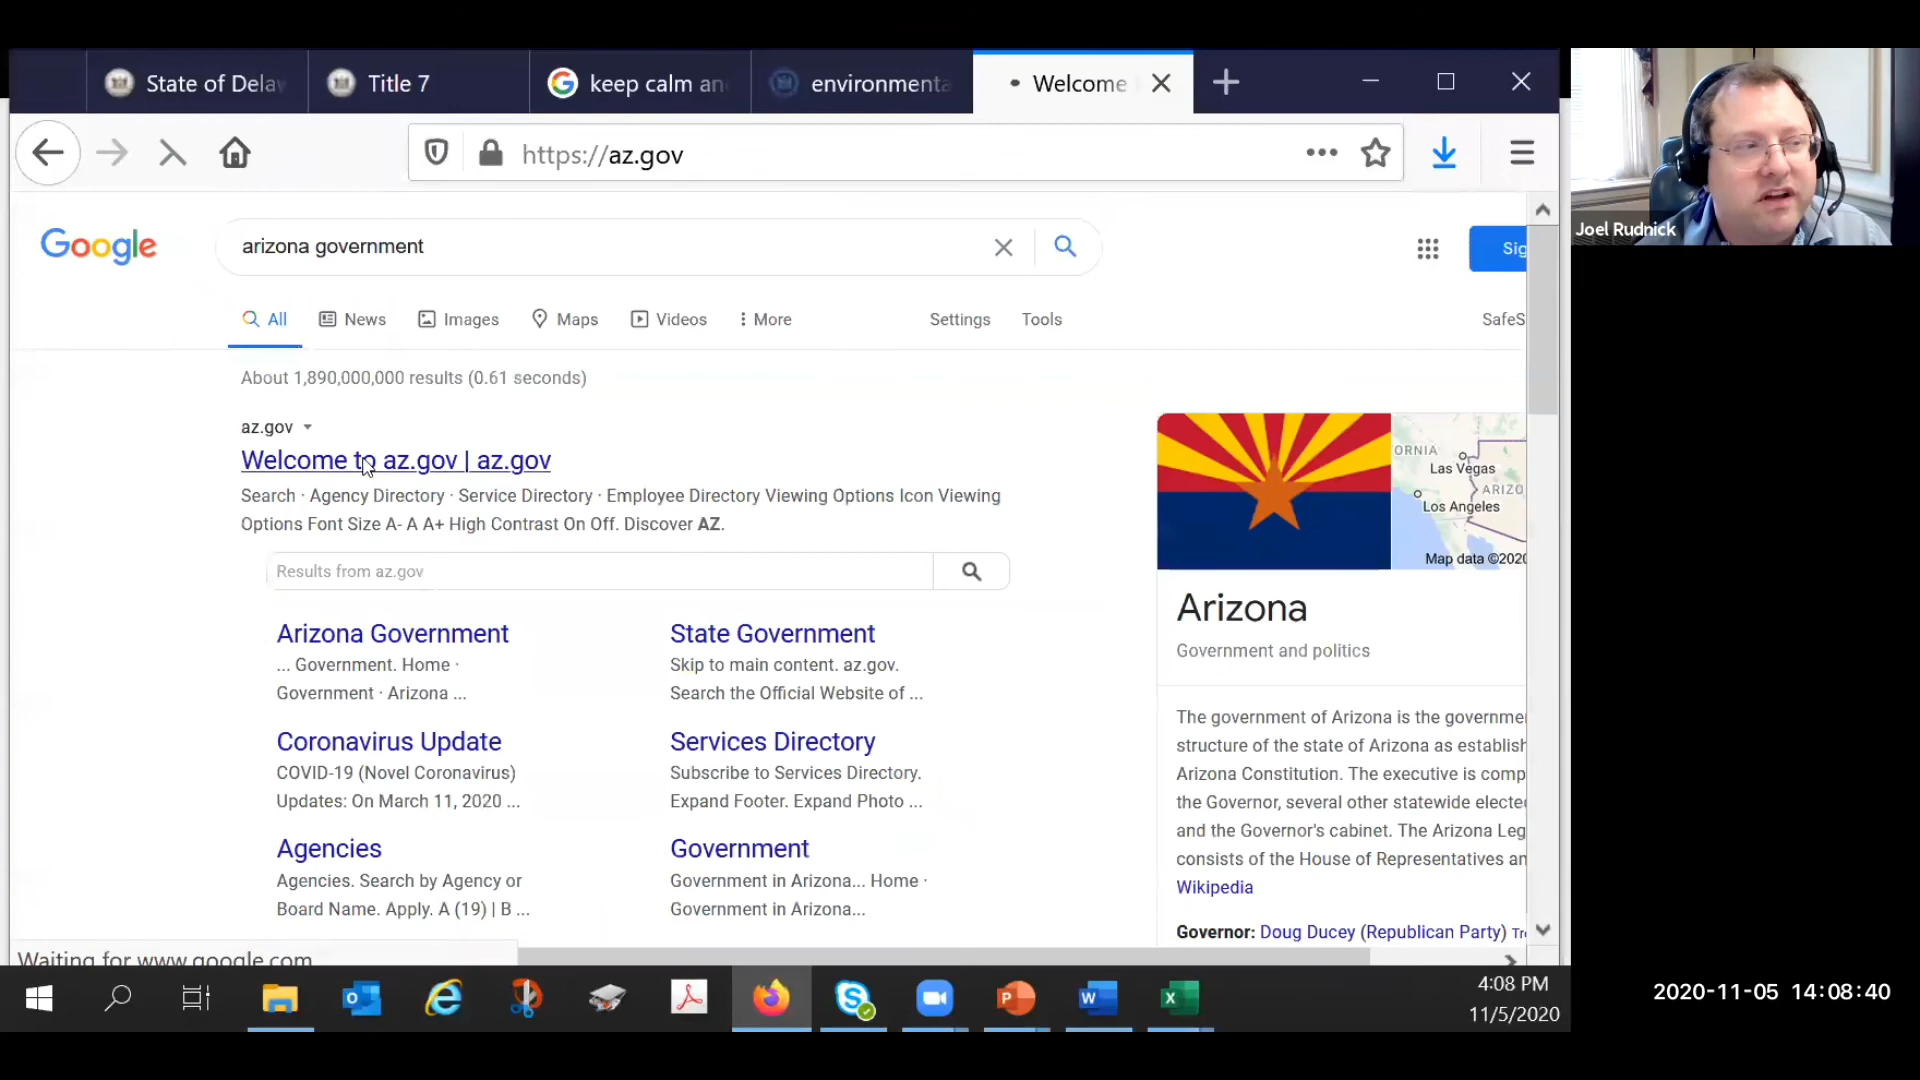 State of Dela
Title 7
keep calm an
environmenta
Welcome
https://az.gov
Joel Rudnick
Google
arizona government
Sig
All
News
Images
Maps
Videos
More
Settings
Tools
SafeS
About 1,890,000,000 results (0.61 seconds)
az.gov
Welcome to az.gov | az.gov
Search · Agency Directory · Service Directory · Employee Directory Viewing Options Icon Viewing
Options Font Size A- A A+ High Contrast On Off. Discover AZ.
Results from az.gov
Arizona Government
... Government. Home ·
Government · Arizona ...
State Government
Skip to main content. az.gov.
Search the Official Website of ...
Coronavirus Update
COVID-19 (Novel Coronavirus)
Updates: On March 11, 2020 ...
Services Directory
Subscribe to Services Directory.
Expand Footer. Expand Photo ...
Agencies
Agencies. Search by Agency or
Board Name. Apply. A (19) | B ...
Government
Government in Arizona... Home ·
Government in Arizona...
ORNIA
Las Vegas
ARIZO
Los Angeles
Map data ©2020
Arizona
Government and politics
The government of Arizona is the governme
structure of the state of Arizona as establish
Arizona Constitution. The executive is comp
the Governor, several other statewide elected
and the Governor's cabinet. The Arizona Leg
consists of the House of Representatives an
Wikipedia
Governor: Doug Ducey (Republican Party) Tr
Waiting for www.google.com
4:08 PM
11/5/2020
2020-11-05 14:08:40